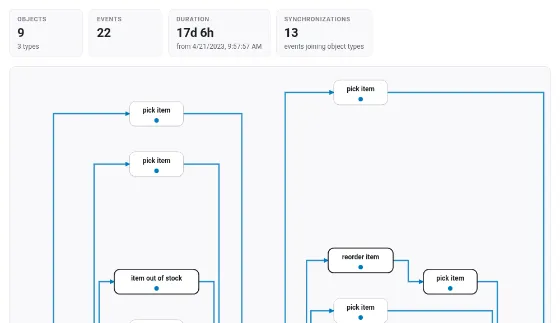 OBJECTS
9
3 types
EVENTS
22
DURATION
17d 6h
from 4/21/2023, 9:57:57 AM
SYNCHRONIZATIONS
13
events joining object types
pick item
pick item
pick item
reorder item
item out of stock
pick item
pick item